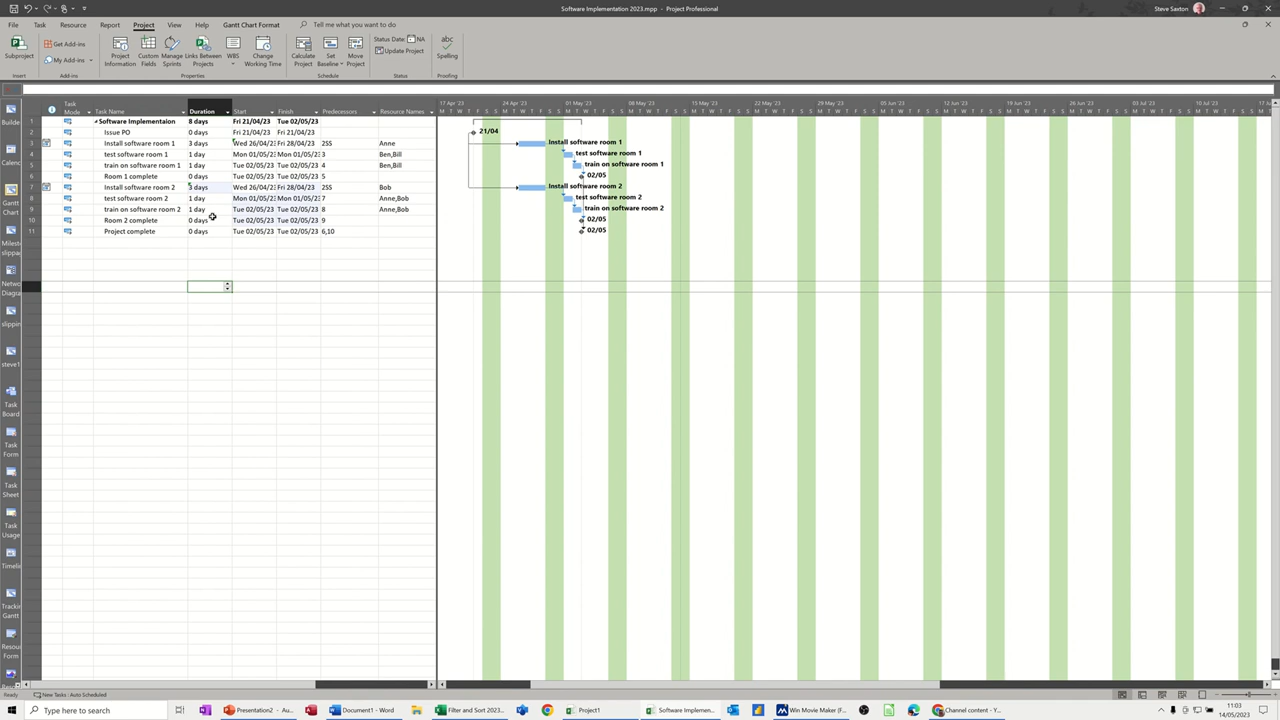 Software Implementation 2023.mpp - Project Professional
Steve Saxton
File Task Resource Report Project View Help Gantt Chart Format Tell me what you want to do
Subproject
Get Add-ins
My Add-ins
Project Information
Custom Fields
Manage Sprints
Links Between Projects
WBS
Change Working Time
Calculate Project
Set Baseline
Move Project
Status Date: NA
Update Project
ABC
Spelling
Insert Add-ins Properties Schedule Status Proofing
Task Mode Task Name Duration Start Finish Predecessors Resource Names
1 Software Implementaion 8 days Fri 21/04/23 Tue 02/05/23
2 Issue PO 0 days Fri 21/04/23 Fri 21/04/23
3 Install software room 1 3 days Wed 26/04/23 Fri 28/04/23 2SS Anne
4 test software room 1 1 day Mon 01/05/23 Mon 01/05/23 3 Ben,Bill
5 train on software room 1 1 day Tue 02/05/23 Tue 02/05/23 4 Ben,Bill
6 Room 1 complete 0 days Tue 02/05/23 Tue 02/05/23 5
7 Install software room 2 3 days Wed 26/04/23 Fri 28/04/23 2SS Bob
8 test software room 2 1 day Mon 01/05/23 Mon 01/05/23 7 Anne,Bob
9 train on software room 2 1 day Tue 02/05/23 Tue 02/05/23 8 Anne,Bob
10 Room 2 complete 0 days Tue 02/05/23 Tue 02/05/23 9
11 Project complete 0 days Tue 02/05/23 Tue 02/05/23 6,10
17 Apr '23 24 Apr '23 01 May '23 08 May '23 15 May '23 22 May '23 29 May '23 05 Jun '23 12 Jun '23 19 Jun '23 26 Jun '23 03 Jul '23 10 Jul '23
21/04
Install software room 1
test software room 1
train on software room 1
02/05
Install software room 2
test software room 2
train on software room 2
02/05
02/05
Builde
Calenc
Gantt Chart
Milest slippa
Netwo Diagra
slippin
steve1
Task Board
Task Form
Task Sheet
Task Usage
Timelin
Trackin Gantt
Resou Form
Ready New Tasks : Auto Scheduled
Type here to search
Presentation2 - Au...
Document1 - Word
Filter and Sort 2023...
Project1
Software Implemen...
Win Movie Maker (F...
Channel content - Y...
11:03
14/05/2023